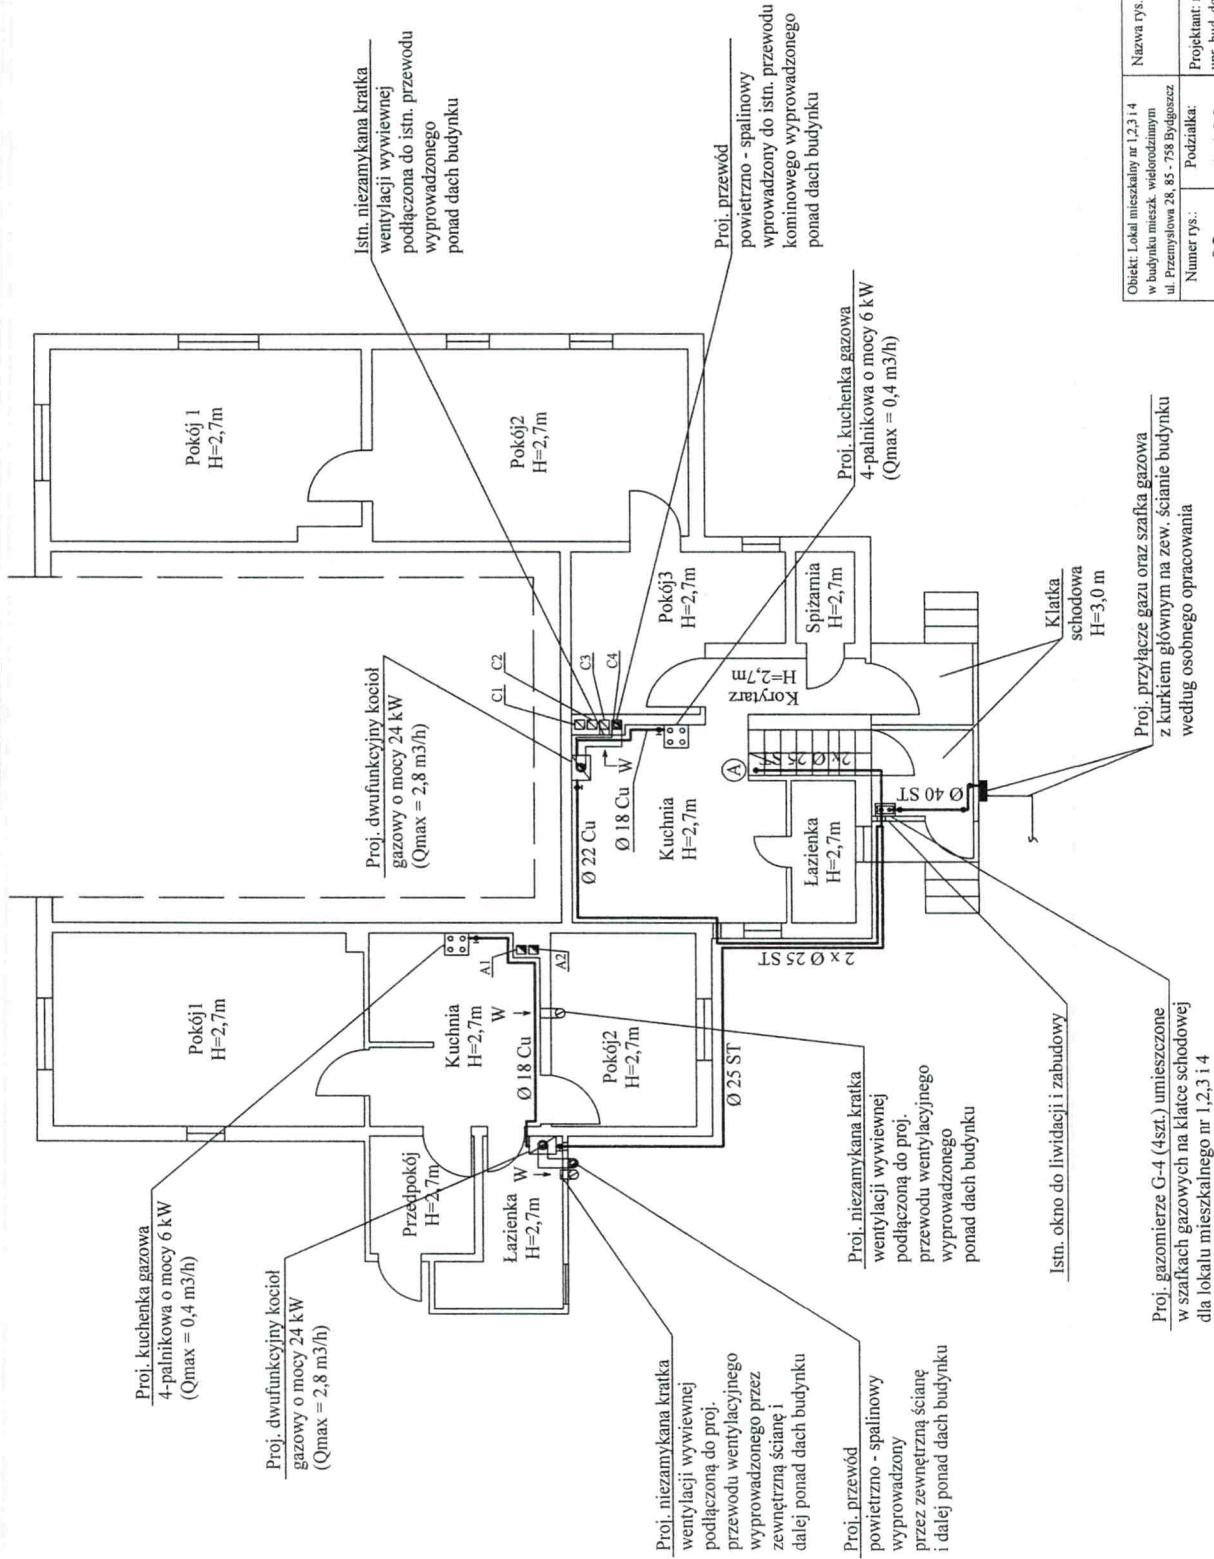 Proj. kuchenka gazowa
4-palnikowa o mocy 6 kW
(Qmax = 0,4 m3/h)
Proj. dwufunkcyjny kocioł
gazowy o mocy 24 kW
(Qmax = 2,8 m3/h)
Proj. niezamykana kratka
wentylacji wywiewnej
podłączoną do proj.
przewodu wentylacyjnego
wyprowadzonego przez
zewnętrzną ścianę i
dalej ponad dach budynku
Proj. przewód
powietrzno - spalinowy
wyprowadzony
przez zewnętrzną ścianę
i dalej ponad dach budynku
Pokój1
H=2,7m
Kuchnia
H=2,7m
W
Ø 18 Cu
A1
A2
Pokój2
H=2,7m
Przedpokój
H=2,7m
Łazienka
H=2,7m
W
Ø 25 ST
2 x Ø 25 ST
Proj. niezamykana kratka
wentylacji wywiewnej
podłączoną do proj.
przewodu wentylacyjnego
wyprowadzonego
ponad dach budynku
Istn. okno do liwidacji i zabudowy
Proj. gazomierze G-4 (4szt.) umieszczone
w szafkach gazowych na klatce schodowej
dla lokalu mieszkalnego nr 1,2,3 i 4
Proj. dwufunkcyjny kocioł
gazowy o mocy 24 kW
(Qmax = 2,8 m3/h)
C1
C2
C3
C4
Ø 22 Cu
Ø 18 Cu
W
Kuchnia
H=2,7m
A
Łazienka
H=2,7m
2x Ø 25 ST
Ø 40 ST
Korytarz
H=2,7m
Pokój3
H=2,7m
Spiżarnia
H=2,7m
Pokój 1
H=2,7m
Pokój2
H=2,7m
Istn. niezamykana kratka
wentylacji wywiewnej
podłączona do istn. przewodu
wyprowadzonego
ponad dach budynku
Proj. przewód
powietrzno - spalinowy
wprowadzony do istn. przewodu
kominowego wyprowadzonego
ponad dach budynku
Proj. kuchenka gazowa
4-palnikowa o mocy 6 kW
(Qmax = 0,4 m3/h)
Klatka
schodowa
H=3,0 m
Proj. przyłącze gazu oraz szafka gazowa
z kurkiem głównym na zew. ścianie budynku
według osobnego opracowania
Obiekt: Lokal mieszkalny nr 1,2,3 i 4
w budynku mieszk. wielorodzinnym
ul. Przemysłowa 28, 85 - 758 Bydgoszcz
Nazwa rys.
Numer rys.:
Podziałka:
Projektant: